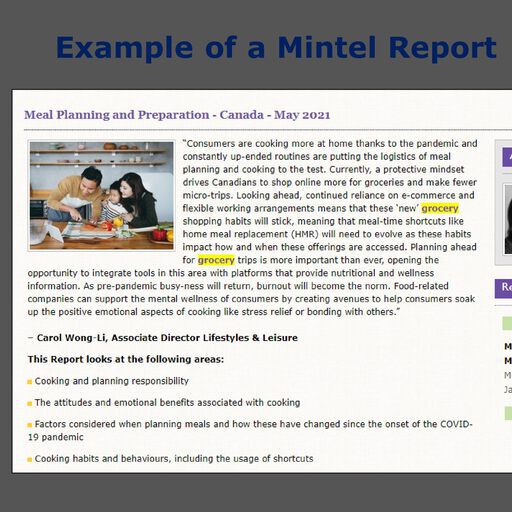 Example of a Mintel Report
Meal Planning and Preparation - Canada - May 2021
“Consumers are cooking more at home thanks to the pandemic and
constantly up-ended routines are putting the logistics of meal
planning and cooking to the test. Currently, a protective mindset
drives Canadians to shop online more for groceries and make fewer
micro-trips. Looking ahead, continued reliance on e-commerce and
flexible working arrangements means that these ‘new’ grocery
shopping habits will stick, meaning that meal-time shortcuts like
home meal replacement (HMR) will need to evolve as these habits
impact how and when these offerings are accessed. Planning ahead
for grocery trips is more important than ever, opening the
opportunity to integrate tools in this area with platforms that provide nutritional and wellness
information. As pre-pandemic busy-ness will return, burnout will become the norm. Food-related
companies can support the mental wellness of consumers by creating avenues to help consumers soak
up the positive emotional aspects of cooking like stress relief or bonding with others.”
– Carol Wong-Li, Associate Director Lifestyles & Leisure
This Report looks at the following areas:
Cooking and planning responsibility
The attitudes and emotional benefits associated with cooking
Factors considered when planning meals and how these have changed since the onset of the COVID-
19 pandemic
Cooking habits and behaviours, including the usage of shortcuts